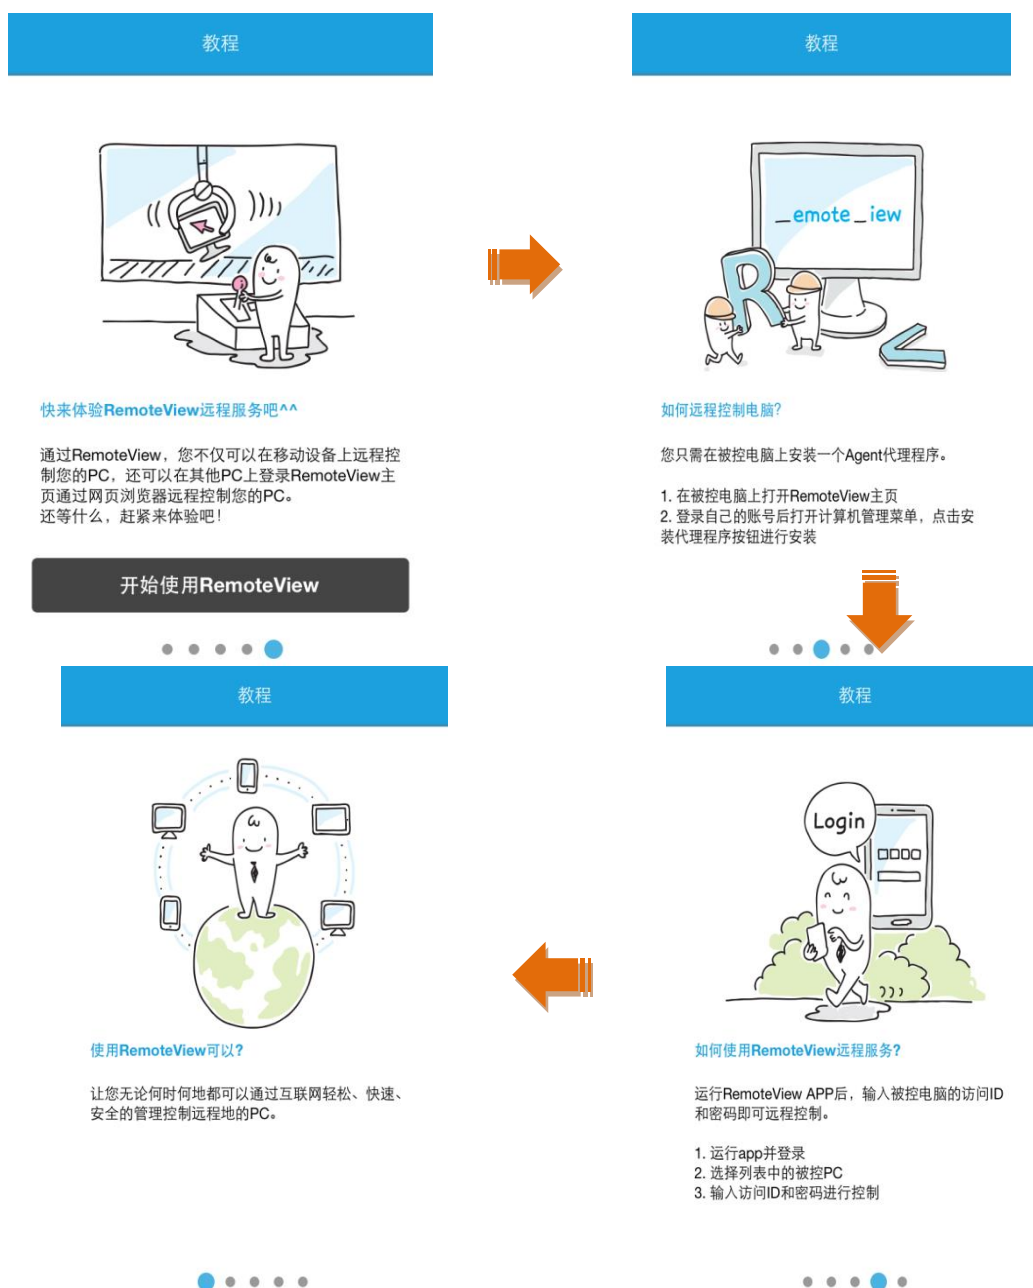 教程
_emote_iew
R
V
快来体验RemoteView远程服务吧^^
通过RemoteView，您不仅可以在移动设备上远程控
制您的PC，还可以在其他PC上登录RemoteView主
页通过网页浏览器远程控制您的PC。
还等什么，赶紧来体验吧！
开始使用RemoteView
教程
如何远程控制电脑?
您只需在被控电脑上安装一个Agent代理程序。
1. 在被控电脑上打开RemoteView主页
2. 登录自己的账号后打开计算机管理菜单，点击安
装代理程序按钮进行安装
教程
Login
如何使用RemoteView远程服务?
运行RemoteView APP后，输入被控电脑的访问ID
和密码即可远程控制。
1. 运行app并登录
2. 选择列表中的被控PC
3. 输入访问ID和密码进行控制
教程
使用RemoteView可以?
让您无论何时何地都可以通过互联网轻松、快速、
安全的管理控制远程地的PC。